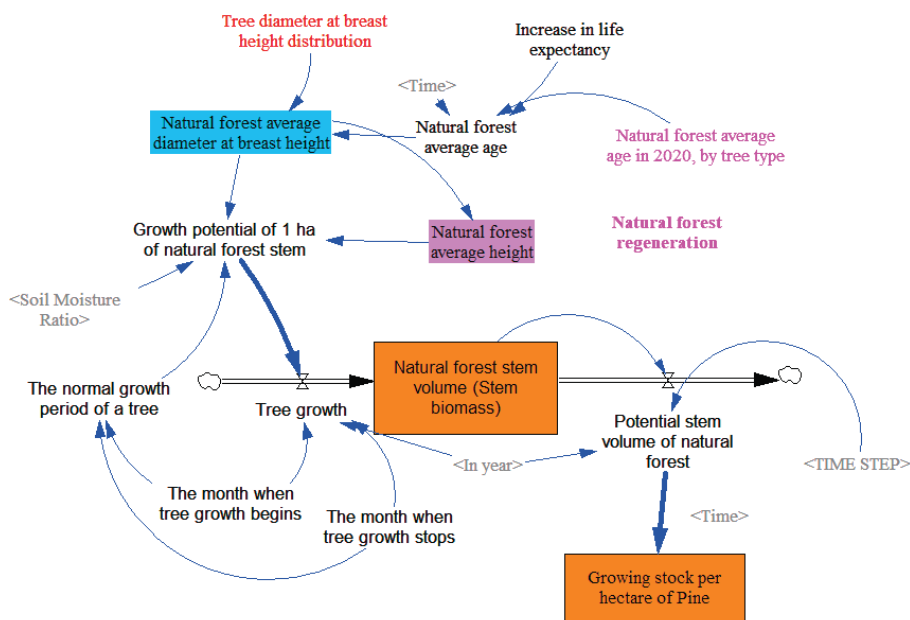 Tree diameter at breast
height distribution
Increase in life
expectancy
<Time>
Natural forest average
diameter at breast height
Natural forest
average age
Natural forest average
age in 2020, by tree type
Growth potential of 1 ha
of natural forest stem
Natural forest
average height
Natural forest
regeneration
<Soil Moisture
Ratio>
Natural forest stem
volume (Stem
biomass)
The normal growth
period of a tree
Tree growth
Potential stem
volume of natural
forest
<In year>
<TIME STEP>
The month when
tree growth begins
The month when
tree growth stops
<Time>
Growing stock per
hectare of Pine